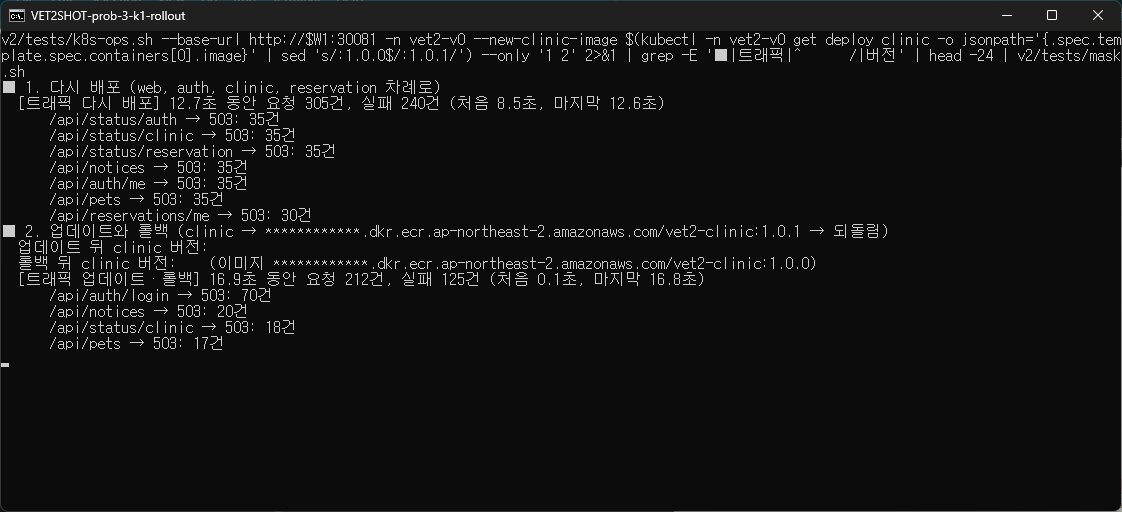 VET2SHOT-prob-3-k1-rollout
v2/tests/k8s-ops.sh --base-url http://$W1:30081 -n vet2-v0 --new-clinic-image $(kubectl -n vet2-v0 get deploy clinic -o jsonpath='{.spec.tem
plate.spec.containers[0].image}' | sed 's/:1.0.0$/:1.0.1/') --only '1 2' 2>&1 | grep -E '■|트래픽|^      /|버전' | head -24 | v2/tests/mask
.sh
■ 1. 다시 배포 (web, auth, clinic, reservation 차례로)
  [트래픽 다시 배포] 12.7초 동안 요청 305건, 실패 240건 (처음 8.5초, 마지막 12.6초)
      /api/status/auth → 503: 35건
      /api/status/clinic → 503: 35건
      /api/status/reservation → 503: 35건
      /api/notices → 503: 35건
      /api/auth/me → 503: 35건
      /api/pets → 503: 35건
      /api/reservations/me → 503: 30건
■ 2. 업데이트와 롤백 (clinic → ************.dkr.ecr.ap-northeast-2.amazonaws.com/vet2-clinic:1.0.1 → 되돌림)
  업데이트 뒤 clinic 버전:
  롤백 뒤 clinic 버전:    (이미지 ************.dkr.ecr.ap-northeast-2.amazonaws.com/vet2-clinic:1.0.0)
  [트래픽 업데이트·롤백] 16.9초 동안 요청 212건, 실패 125건 (처음 0.1초, 마지막 16.8초)
      /api/auth/login → 503: 70건
      /api/notices → 503: 20건
      /api/status/clinic → 503: 18건
      /api/pets → 503: 17건